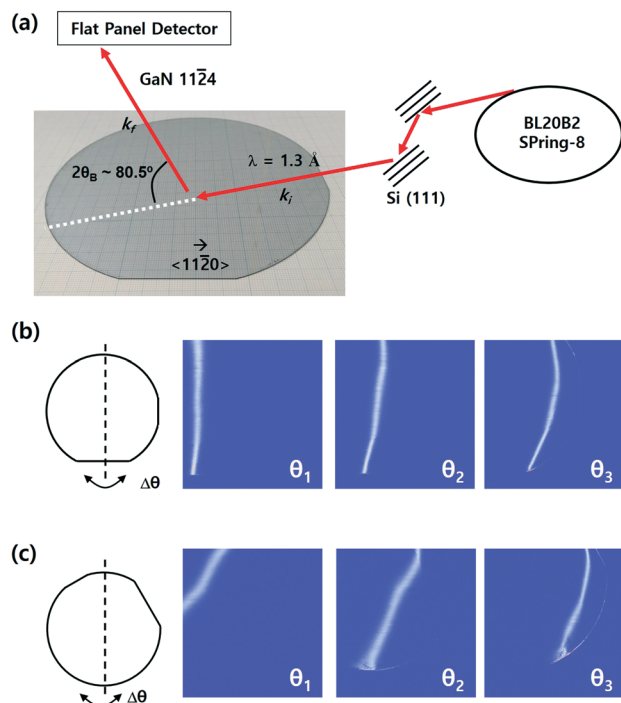 (a)
Flat Panel Detector
GaN 112̄4
k_f
BL20B2
SPring-8
λ = 1.3 Å
2θ_B ~ 80.5º
k_i
Si (111)
→
<112̄0>
(b)
Δθ
θ₁
θ₂
θ₃
(c)
Δθ
θ₁
θ₂
θ₃